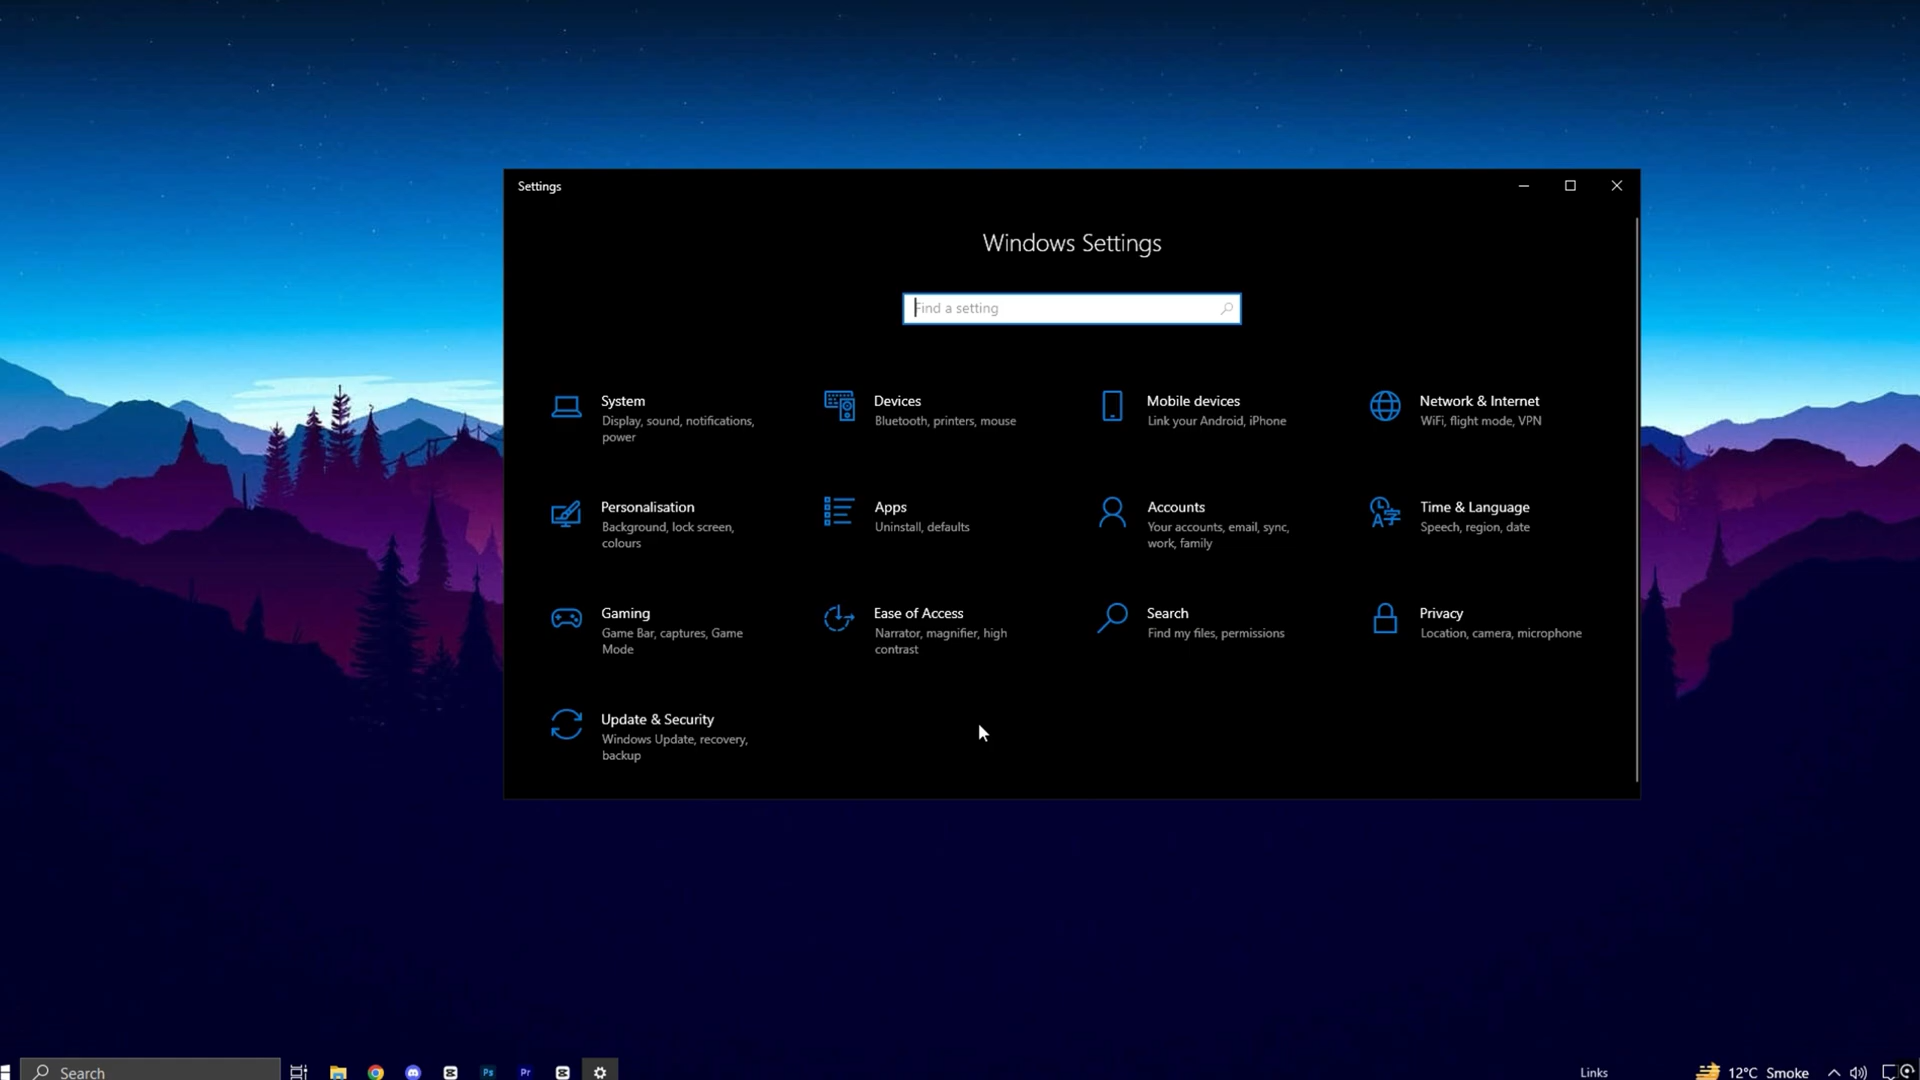 Settings
Windows Settings
Find a setting
System
Display, sound, notifications,
power
Devices
Bluetooth, printers, mouse
Mobile devices
Link your Android, iPhone
Network & Internet
WiFi, flight mode, VPN
Personalisation
Background, lock screen,
colours
Apps
Uninstall, defaults
Accounts
Your accounts, email, sync,
work, family
Time & Language
Speech, region, date
Gaming
Game Bar, captures, Game
Mode
Ease of Access
Narrator, magnifier, high
contrast
Search
Find my files, permissions
Privacy
Location, camera, microphone
Update & Security
Windows Update, recovery,
backup
Search
Ps
Pr
Links
12°C Smoke